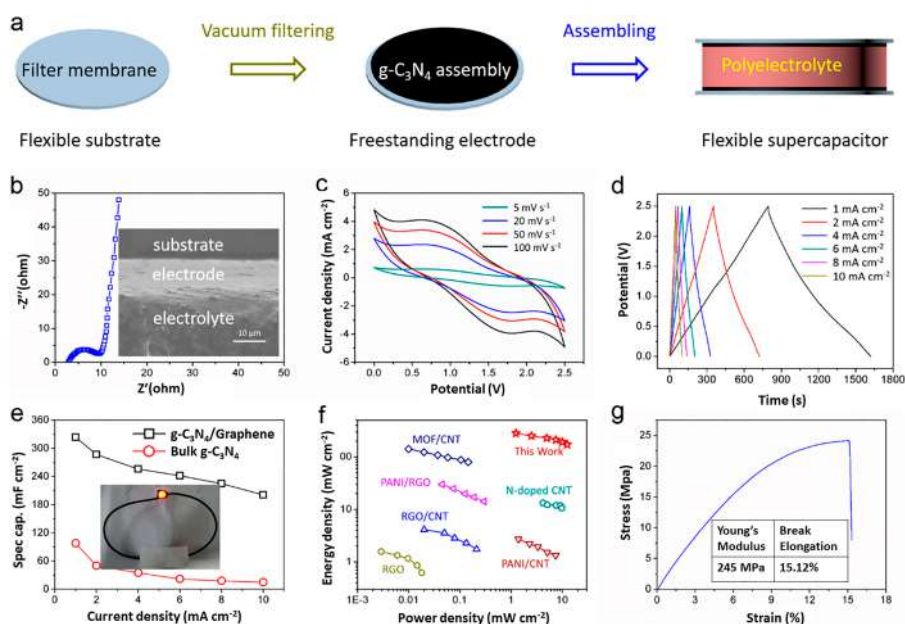 a
Vacuum filtering
Assembling
Filter membrane
g-C₃N₄ assembly
Polyelectrolyte
Flexible substrate
Freestanding electrode
Flexible supercapacitor
b
50
40
30
20
10
0
-Z''(ohm)
substrate
electrode
electrolyte
10 μm
0 10 20 30 40 50
Z'(ohm)
c
6
4
2
0
-2
-4
-6
Current density (mA cm⁻²)
5 mV s⁻¹
20 mV s⁻¹
50 mV s⁻¹
100 mV s⁻¹
0.0 0.5 1.0 1.5 2.0 2.5
Potential (V)
d
2.5
2.0
1.5
1.0
0.5
0.0
Potential (V)
1 mA cm⁻²
2 mA cm⁻²
4 mA cm⁻²
6 mA cm⁻²
8 mA cm⁻²
10 mA cm⁻²
0 300 600 900 1200 1500 1800
Time (s)
e
360
300
240
180
120
60
0
Spec cap. (mF cm⁻²)
g-C₃N₄/Graphene
Bulk g-C₃N₄
0 2 4 6 8 10
Current density (mA cm⁻²)
f
00
10
1
Energy density (mW cm⁻²)
MOF/CNT
This Work
PANI/RGO
N-doped CNT
RGO/CNT
RGO
PANI/CNT
1E-3 0.01 0.1 1 10 100
Power density (mW cm⁻²)
g
30
25
20
15
10
5
0
Stress (Mpa)
Young's Modulus
Break Elongation
245 MPa
15.12%
0 3 6 9 12 15 18
Strain (%)